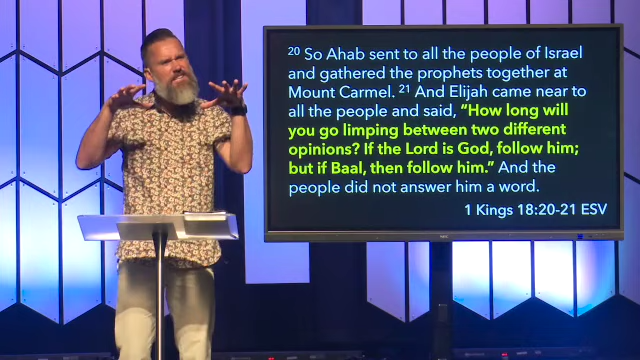 20 So Ahab sent to all the people of Israel
and gathered the prophets together at
Mount Carmel. 21 And Elijah came near to
all the people and said, “How long will
you go limping between two different
opinions? If the Lord is God, follow him;
but if Baal, then follow him.” And the
people did not answer him a word.
1 Kings 18:20-21 ESV
NEC